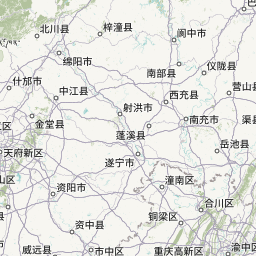 巴
北川县
梓潼县
阆中市
绵阳市
南部县
仪陇县
什邡市
中江县
营山县
西充县
射洪市
金堂县
南充市
渠
蓬溪县
区
天府新区
岳池县
遂宁市
潼南区
资阳市
合川区
铜梁区
资中县
威远县
内江市市中区
重庆高新区
渝中